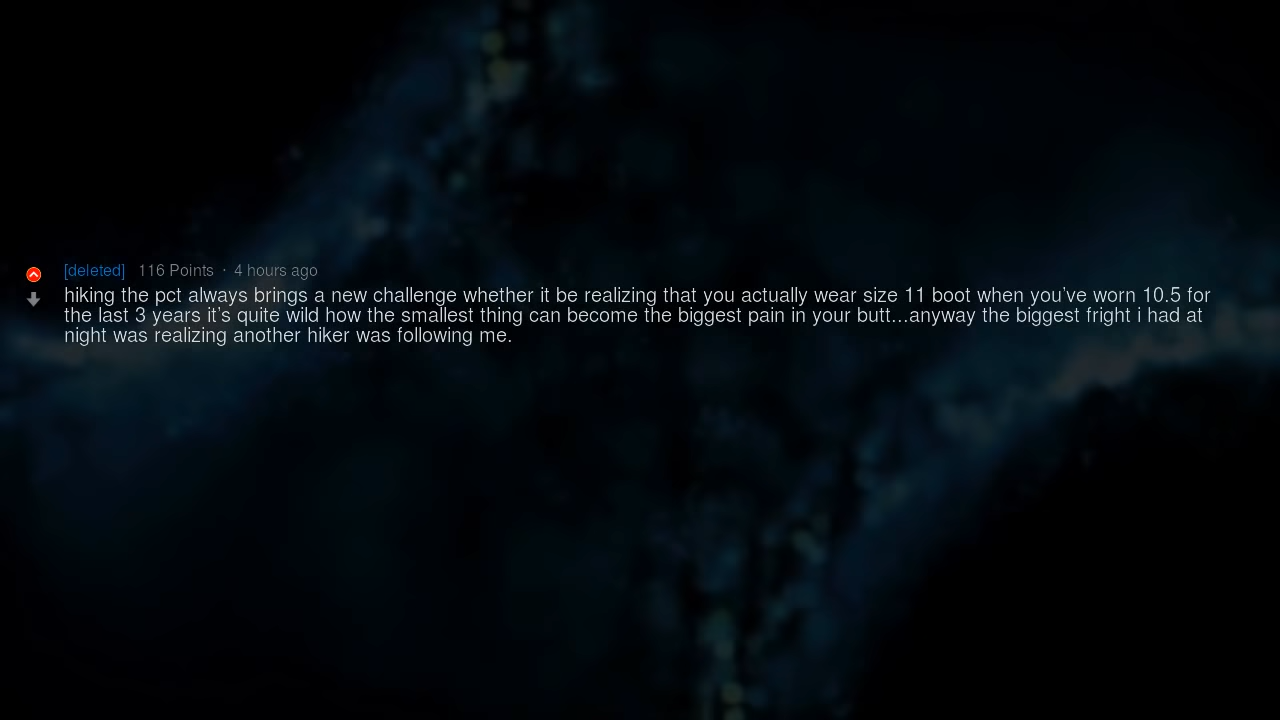 [deleted] 116 Points · 4 hours ago
hiking the pct always brings a new challenge whether it be realizing that you actually wear size 11 boot when you've worn 10.5 for
the last 3 years it's quite wild how the smallest thing can become the biggest pain in your butt...anyway the biggest fright i had at
night was realizing another hiker was following me.